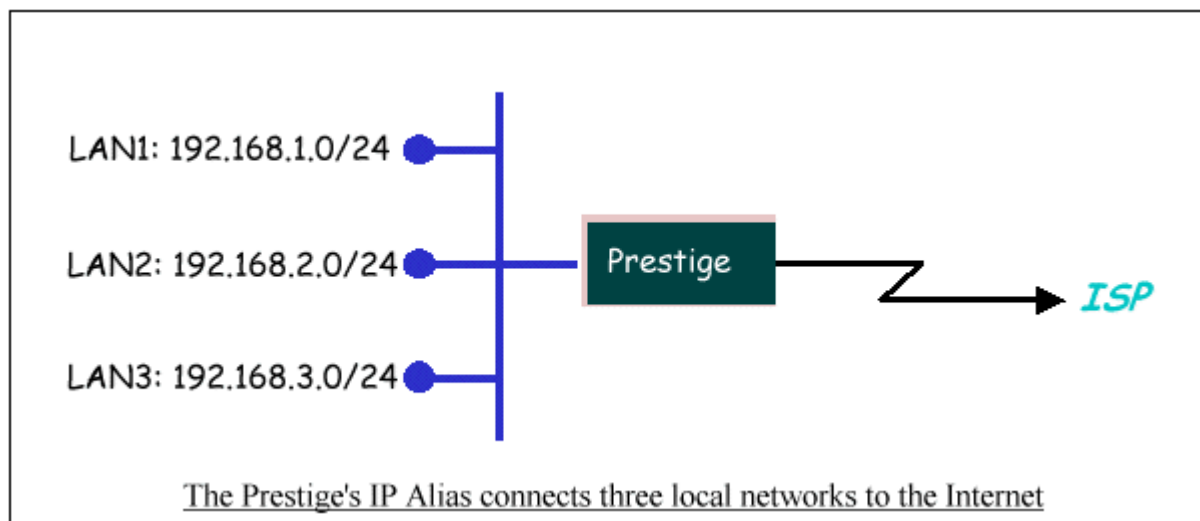 LAN1: 192.168.1.0/24
LAN2: 192.168.2.0/24
Prestige
ISP
LAN3: 192.168.3.0/24
The Prestige's IP Alias connects three local networks to the Internet